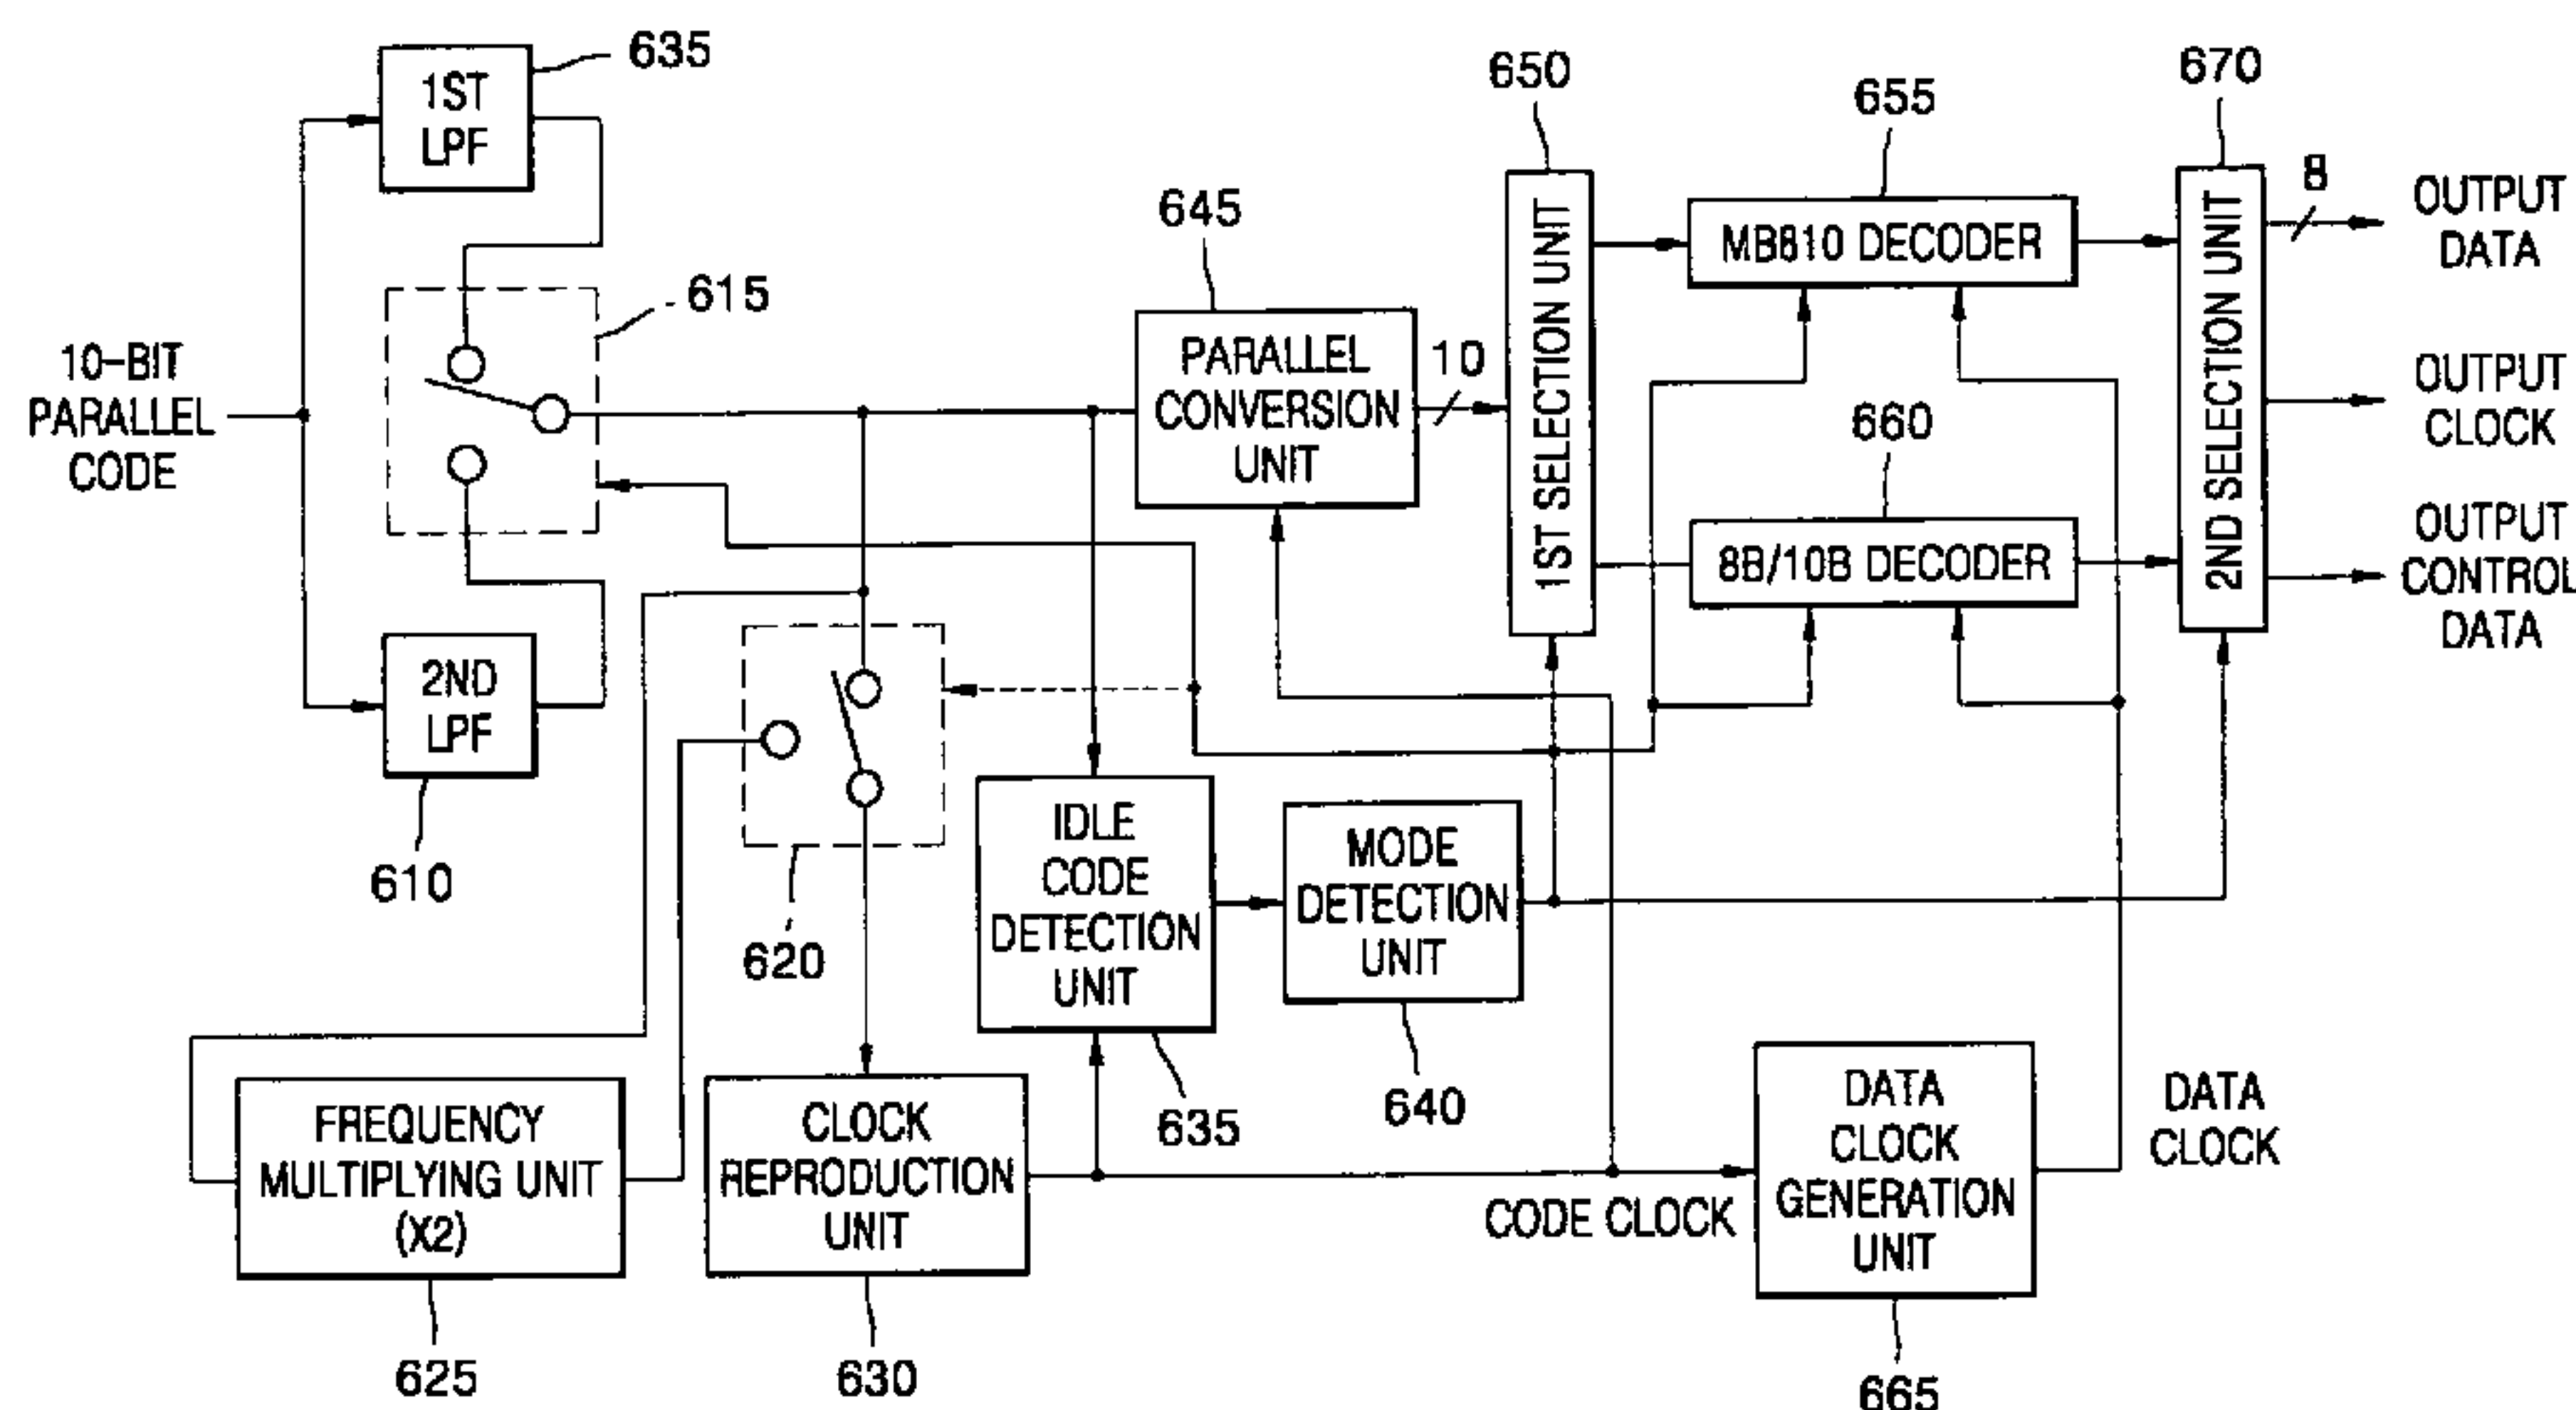 635
1ST
LPF
615
10-BIT
PARALLEL
CODE
2ND
LPF
610
620
FREQUENCY
MULTIPLYING UNIT
(X2)
625
CLOCK
REPRODUCTION
UNIT
630
IDLE
CODE
DETECTION
UNIT
635
MODE
DETECTION
UNIT
640
645
PARALLEL
CONVERSION
UNIT
10
650
1ST SELECTION UNIT
655
MB810 DECODER
660
8B/10B DECODER
670
2ND SELECTION UNIT
8
OUTPUT
DATA
OUTPUT
CLOCK
OUTPUT
CONTROL
DATA
CODE CLOCK
DATA
CLOCK
GENERATION
UNIT
665
DATA
CLOCK